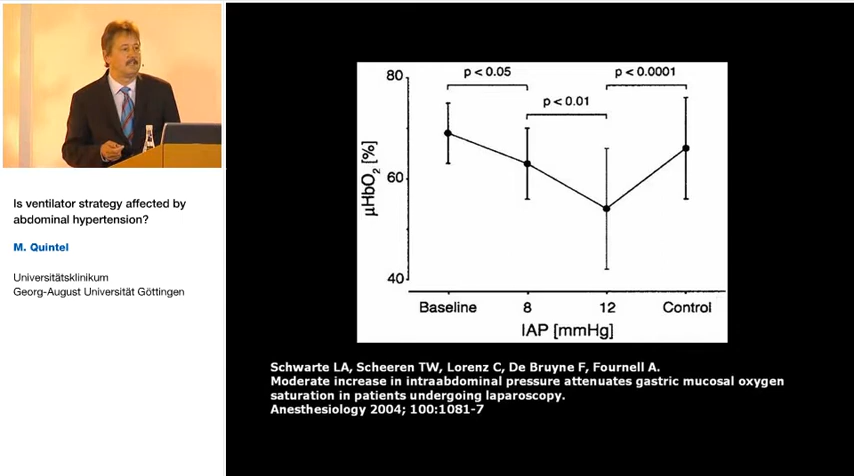 Is ventilator strategy affected by
abdominal hypertension?
M. Quintel
Universitätsklinikum
Georg-August Universität Göttingen
80
60
40
µHbO₂ [%]
p < 0.05
p < 0.01
p < 0.0001
Baseline 8 12 Control
IAP [mmHg]
Schwarte LA, Scheeren TW, Lorenz C, De Bruyne F, Fournell A.
Moderate increase in intraabdominal pressure attenuates gastric mucosal oxygen
saturation in patients undergoing laparoscopy.
Anesthesiology 2004; 100:1081-7